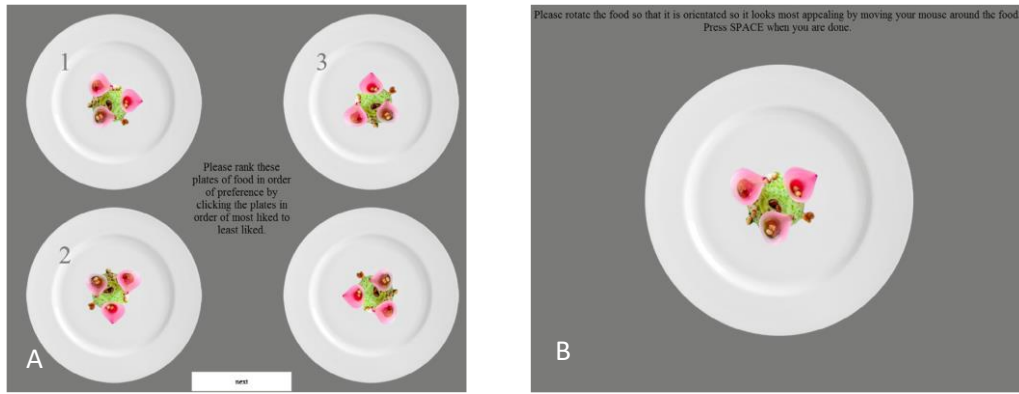 1
3
Please rank these
plates of food in order
of preference by
clicking the plates in
order of most liked to
least liked.
2
A
next
Please rotate the food so that it is orientated so it looks most appealing by moving your mouse around the food
Press SPACE when you are done.
B